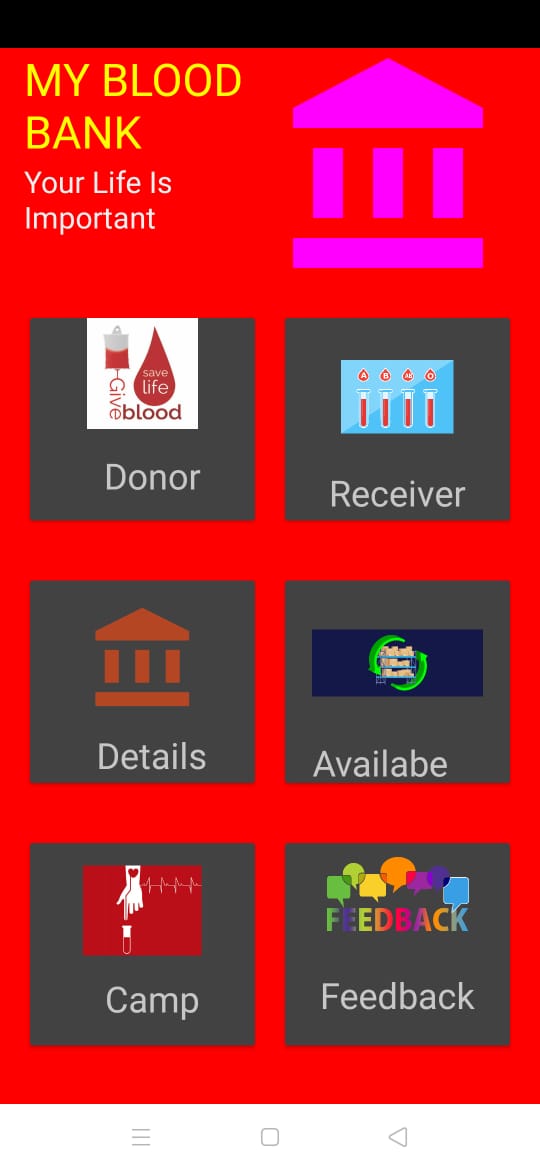 MY BLOOD
BANK
Your Life Is
Important
save
life
Give
blood
Donor
A B AB O
Receiver
Details
Availabe
Camp
FEEDBACK
Feedback